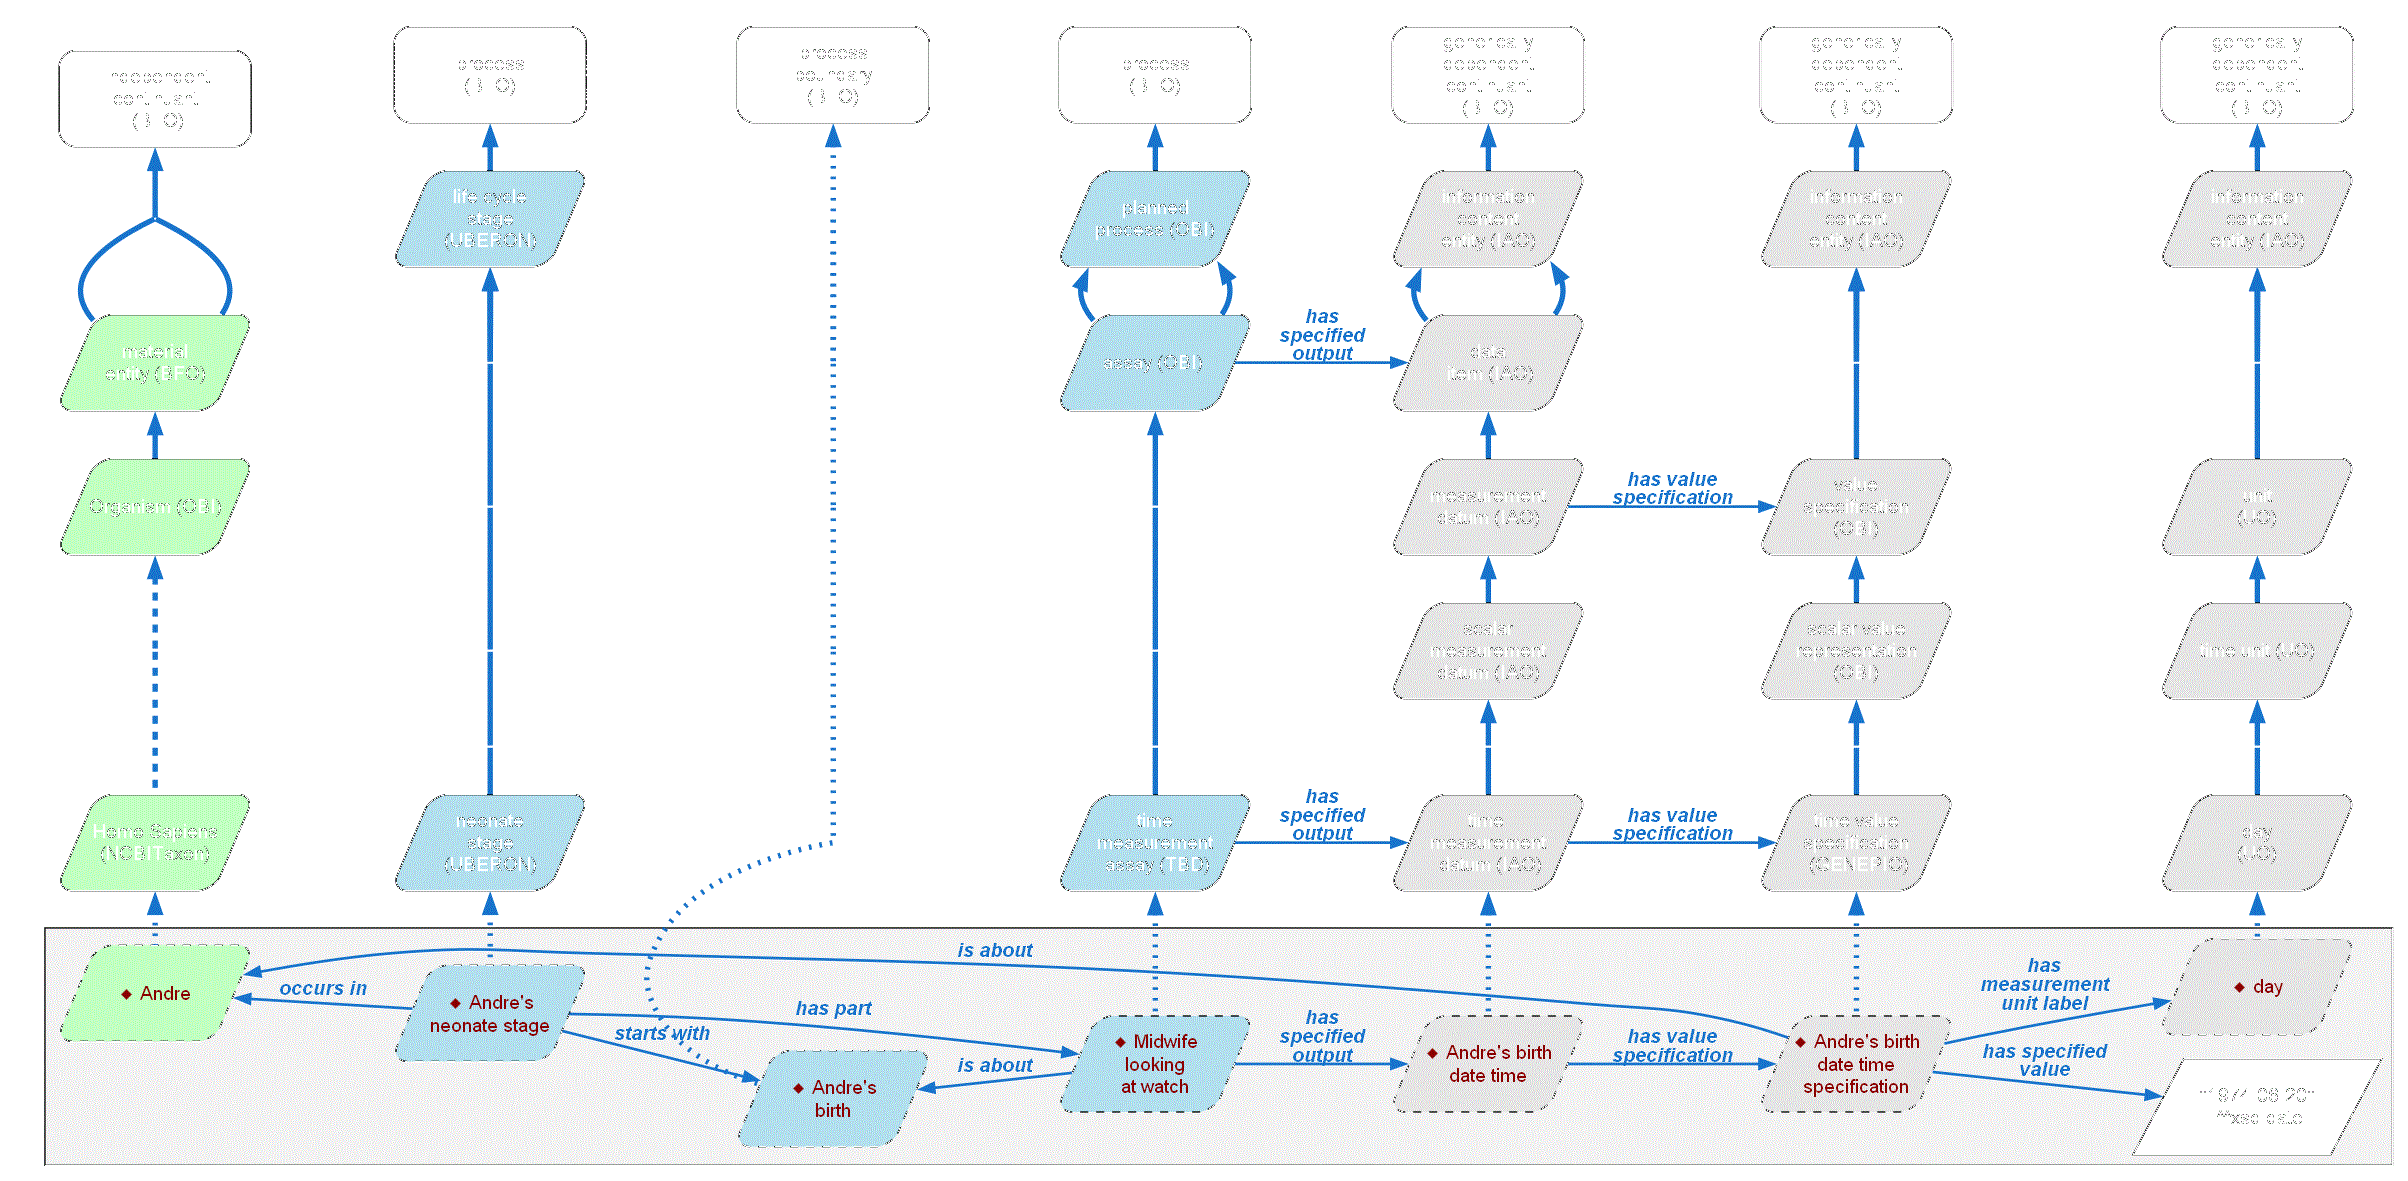 independent
continuant
(BFO)
process
(BFO)
process
boundary
(BFO)
process
(BFO)
generically
dependent
continuant
(BFO)
generically
dependent
continuant
(BFO)
generically
dependent
continuant
(BFO)
life cycle
stage
(UBERON)
planned
process (OBI)
information
content
entity (IAO)
information
content
entity (IAO)
information
content
entity (IAO)
material
entity (BFO)
assay (OBI)
has
specified
output
data
item (IAO)
Organism (OBI)
measurement
datum (IAO)
has value
specification
value
specification
(OBI)
unit
(UO)
scalar
measurement
datum (IAO)
scalar value
representation
(OBI)
time unit (UO)
Homo Sapiens
(NCBITaxon)
neonate
stage
(UBERON)
time
measurement
assay (TBD)
has
specified
output
time
measurement
datum (IAO)
has value
specification
time value
specification
(GENEPIO)
day
(UO)
◆ Andre
occurs in
◆ Andre's
neonate stage
is about
has part
starts with
◆ Andre's
birth
is about
◆ Midwife
looking
at watch
has
specified
output
◆ Andre's birth
date time
has value
specification
◆ Andre's birth
date time
specification
has
measurement
unit label
◆ day
has specified
value
^^xsd:date